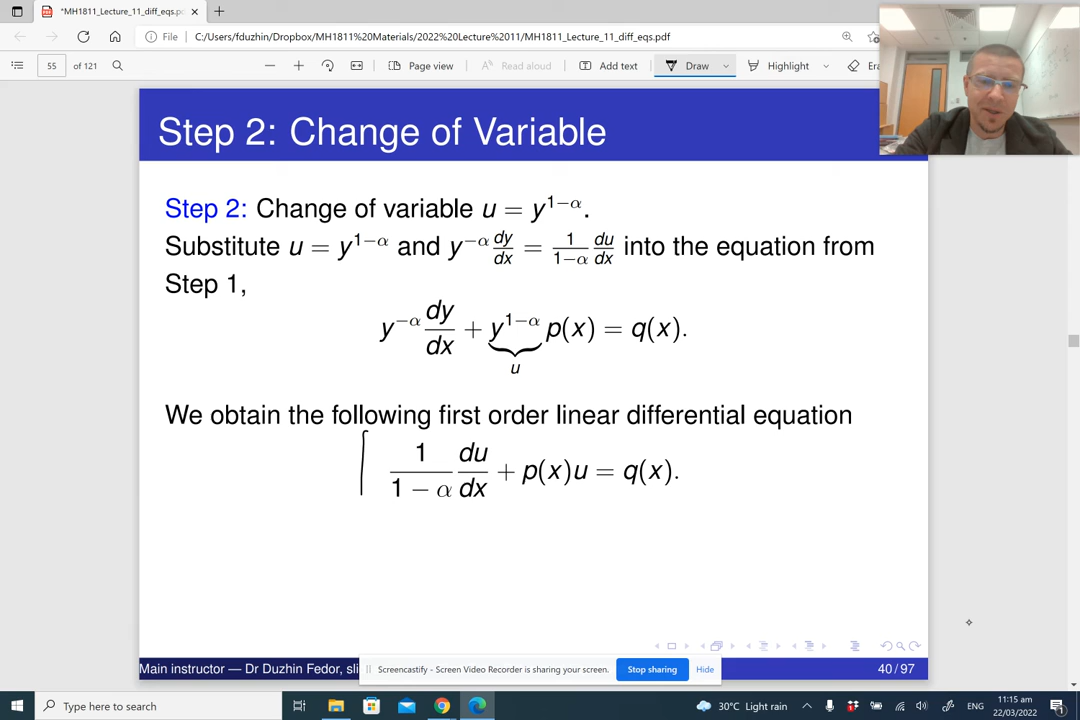 *MH1811_Lecture_11_diff_eqs.pd
File
C:/Users/fduzhin/Dropbox/MH1811%20Materials/2022%20Lecture%2011/MH1811_Lecture_11_diff_eqs.pdf
55 of 121
Page view
Read aloud
Add text
Draw
Highlight
Era
Step 2: Change of Variable
Step 2: Change of variable u = y^{1−α}.
Substitute u = y^{1−α} and y^{−α} dy/dx = 1/(1−α) du/dx into the equation from
Step 1,
y^{−α} dy/dx + y^{1−α} p(x) = q(x).
u
We obtain the following first order linear differential equation
1/(1 − α) du/dx + p(x)u = q(x).
Main instructor — Dr Duzhin Fedor, sli
40 / 97
Screencastify - Screen Video Recorder is sharing your screen.
Stop sharing
Hide
Type here to search
30°C Light rain
ENG
11:15 am
22/03/2022
1